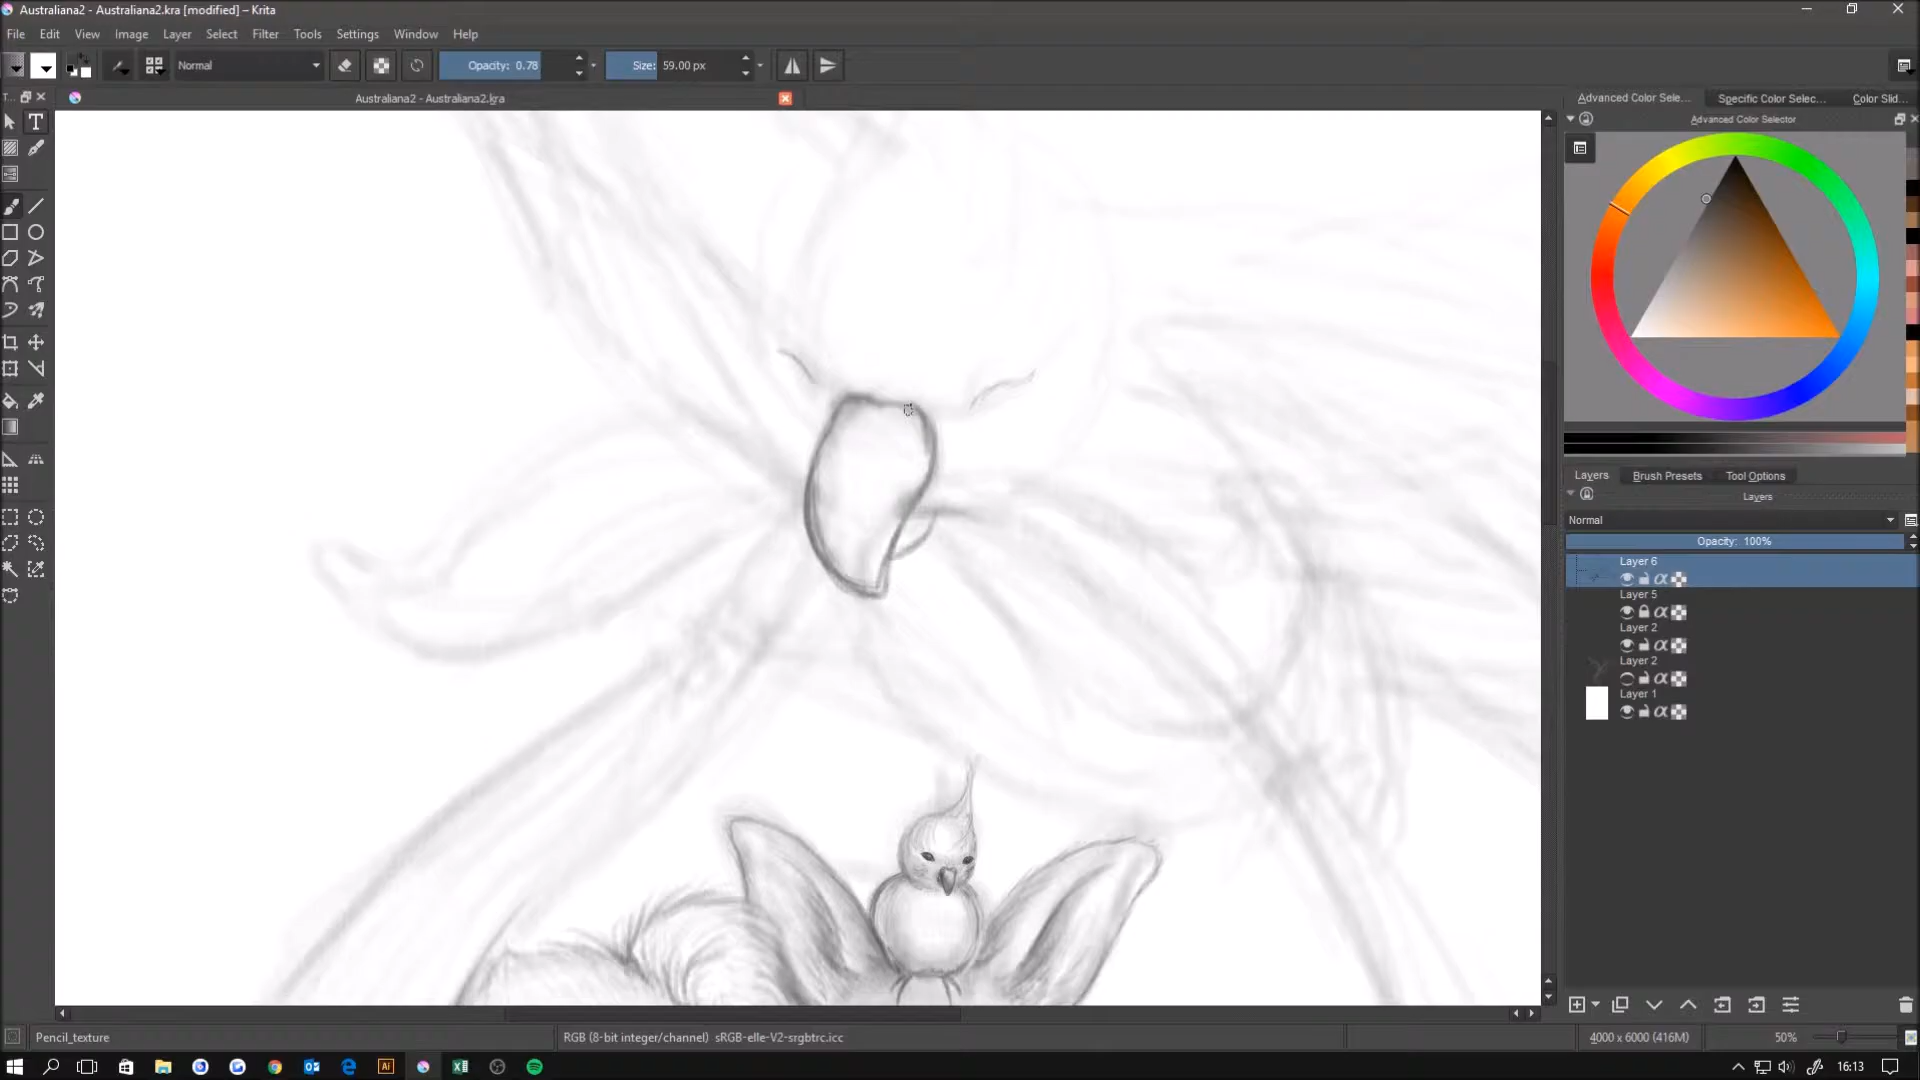 Australiana2 - Australiana2.kra [modified] – Krita
File Edit View Image Layer Select Filter Tools Settings Window Help
Normal Opacity: 0.78 Size: 59.00 px
T... Australiana2 - Australiana2.kra Advanced Color Sele... Specific Color Selec... Color Slid...
Advanced Color Selector
Layers Brush Presets Tool Options
Layers
Normal
Opacity: 100%
Layer 6
Layer 5
Layer 2
Layer 2
Layer 1
Pencil_texture RGB (8-bit integer/channel) sRGB-elle-V2-srgbtrc.icc 4000 x 6000 (416M) 50%
16:13